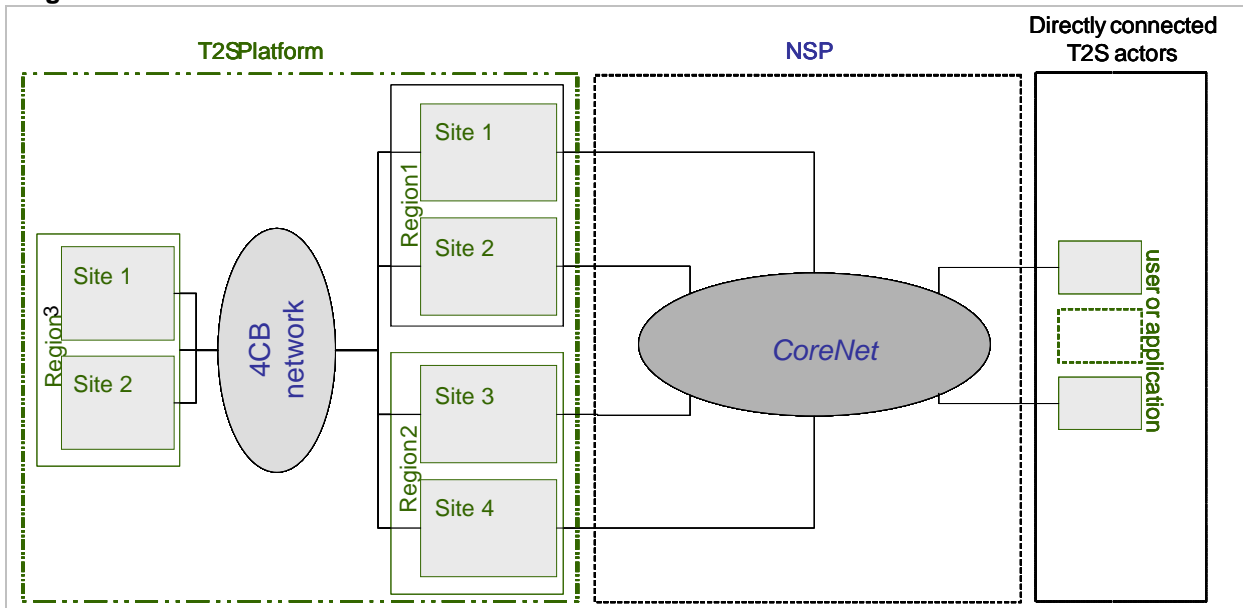 T2SPlatform
NSP
Directly connected
T2S actors
Site 1
Region1
Site 2
Site 1
Region3
Site 2
4CB
network
Site 3
Region2
Site 4
CoreNet
user or application